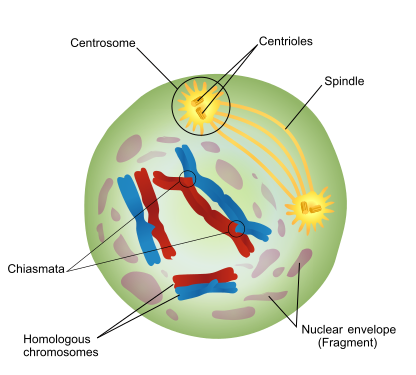 Centrosome
Centrioles
Spindle
Chiasmata
Homologous
chromosomes
Nuclear envelope
(Fragment)